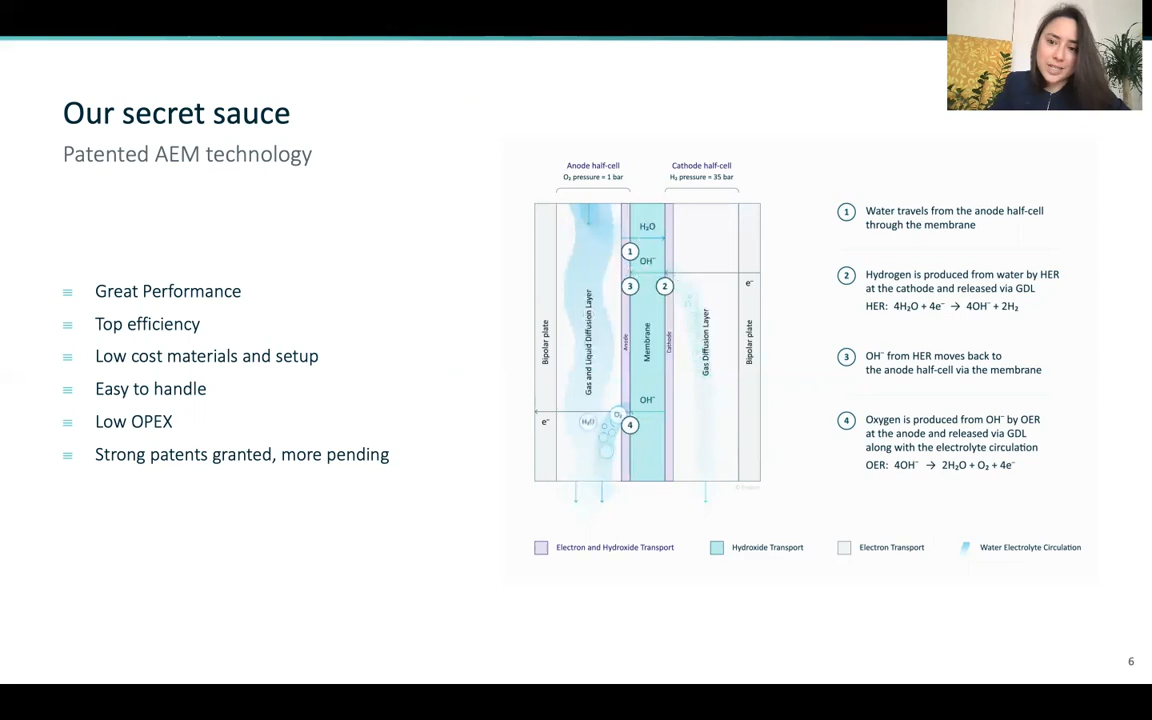 Our secret sauce
Patented AEM technology
Great Performance
Top efficiency
Low cost materials and setup
Easy to handle
Low OPEX
Strong patents granted, more pending
Anode half-cell
O₂ pressure = 1 bar
Cathode half-cell
H₂ pressure = 35 bar
Bipolar plate
Gas and Liquid Diffusion Layer
Anode
Membrane
Cathode
Gas Diffusion Layer
Bipolar plate
H₂O
1
OH⁻
3
2
e⁻
OH⁻
e⁻
H₂O
O₂
4
1
Water travels from the anode half-cell
through the membrane
2
Hydrogen is produced from water by HER
at the cathode and released via GDL
HER: 4H₂O + 4e⁻ → 4OH⁻ + 2H₂
3
OH⁻ from HER moves back to
the anode half-cell via the membrane
4
Oxygen is produced from OH⁻ by OER
at the anode and released via GDL
along with the electrolyte circulation
OER: 4OH⁻ → 2H₂O + O₂ + 4e⁻
Electron and Hydroxide Transport
Hydroxide Transport
Electron Transport
Water Electrolyte Circulation
6